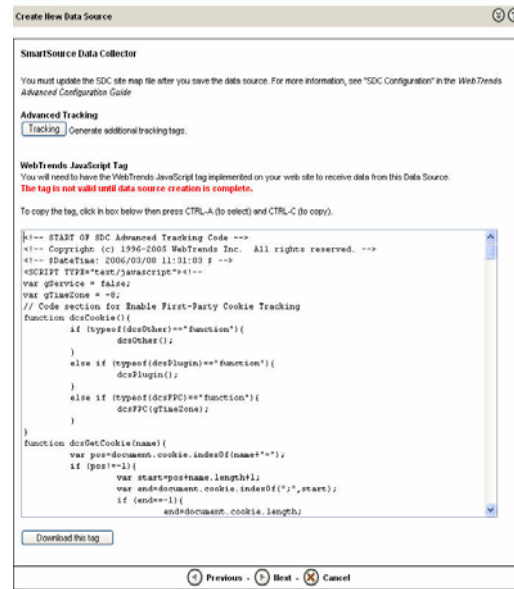 Create New Data Source
SmartSource Data Collector
You must update the SDC site map file after you save the data source. For more information, see "SDC Configuration" in the WebTrends
Advanced Configuration Guide
Advanced Tracking
Tracking Generate additional tracking tags.
WebTrends JavaScript Tag
You will need to have the WebTrends JavaScript tag implemented on your web site to receive data from this Data Source.
The tag is not valid until data source creation is complete.
To copy the tag, click in box below then press CTRL-A (to select) and CTRL-C (to copy).
<!-- START OF SDC Advanced Tracking Code -->
<!-- Copyright (c) 1996-2005 WebTrends Inc. All rights reserved. -->
<!-- $DateTime: 2006/03/08 11:31:03 $ -->
<SCRIPT TYPE="text/javascript"><!--
var gService = false;
var gTimeZone = -8;
// Code section for Enable First-Party Cookie Tracking
function dcsCookie(){
if (typeof(dcsOther)=="function"){
dcsOther();
}
else if (typeof(dcsPlugin)=="function"){
dcsPlugin();
}
else if (typeof(dcsFPC)=="function"){
dcsFPC(gTimeZone);
}
}
function dcsGetCookie(name){
var pos=document.cookie.indexOf(name+"=");
if (pos!=-1){
var start=pos+name.length+1;
var end=document.cookie.indexOf(";",start);
if (end==-1){
end=document.cookie.length;
Download this tag
Previous - Next - Cancel